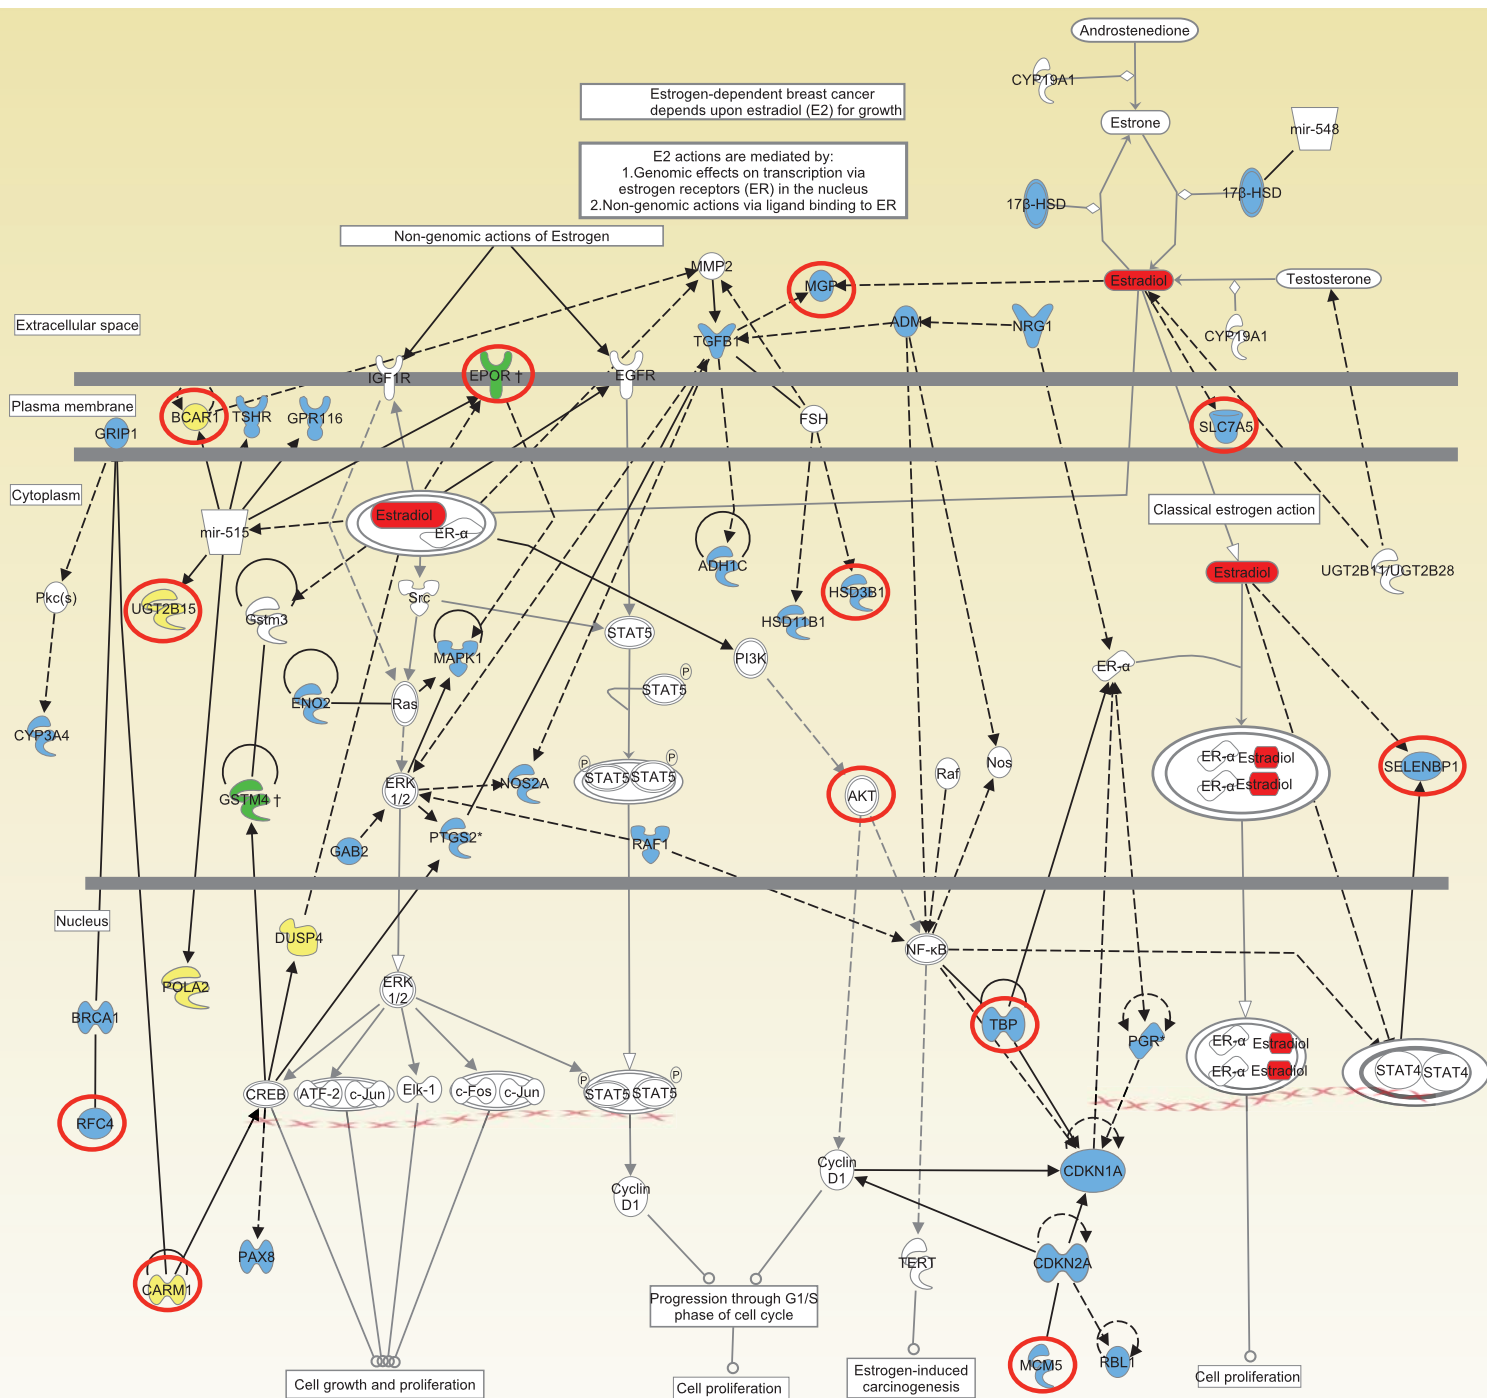 Androstenedione
CYP19A1
Estrogen-dependent breast cancer
depends upon estradiol (E2) for growth
Estrone
mir-548
E2 actions are mediated by:
1.Genomic effects on transcription via
estrogen receptors (ER) in the nucleus
2.Non-genomic actions via ligand binding to ER
17β-HSD
17β-HSD
Non-genomic actions of Estrogen
MMP2
MGP
Estradiol
Testosterone
Extracellular space
TGFB1
ADM
NRG1
CYP19A1
IGF1R
EPOR †
EGFR
Plasma membrane
BCAR1
TSHR
GPR116
FSH
SLC7A5
GRIP1
Cytoplasm
Estradiol
ER-α
mir-515
Classical estrogen action
ADH1C
Estradiol
UGT2B11/UGT2B28
Pkc(s)
UGT2B15
Gstm3
Src
HSD3B1
HSD11B1
STAT5
MAPK1
PI3K
ER-α
STAT5
P
ENO2
Ras
CYP3A4
ER-α
Estradiol
ER-α
Estradiol
SELENBP1
GSTM4 †
ERK
1/2
NOS2A
P
STAT5
STAT5
P
AKT
Raf
Nos
GAB2
PTGS2*
RAF1
Nucleus
DUSP4
NF-κB
POLA2
ERK
1/2
BRCA1
TBP
PGR*
ER-α
Estradiol
ER-α
Estradiol
STAT4
STAT4
CREB
ATF-2
c-Jun
Elk-1
c-Fos
c-Jun
P
STAT5
STAT5
P
RFC4
Cyclin
D1
Cyclin
D1
CDKN1A
PAX8
CARM1
TERT
CDKN2A
Progression through G1/S
phase of cell cycle
MCM5
RBL1
Cell growth and proliferation
Cell proliferation
Estrogen-induced
carcinogenesis
Cell proliferation